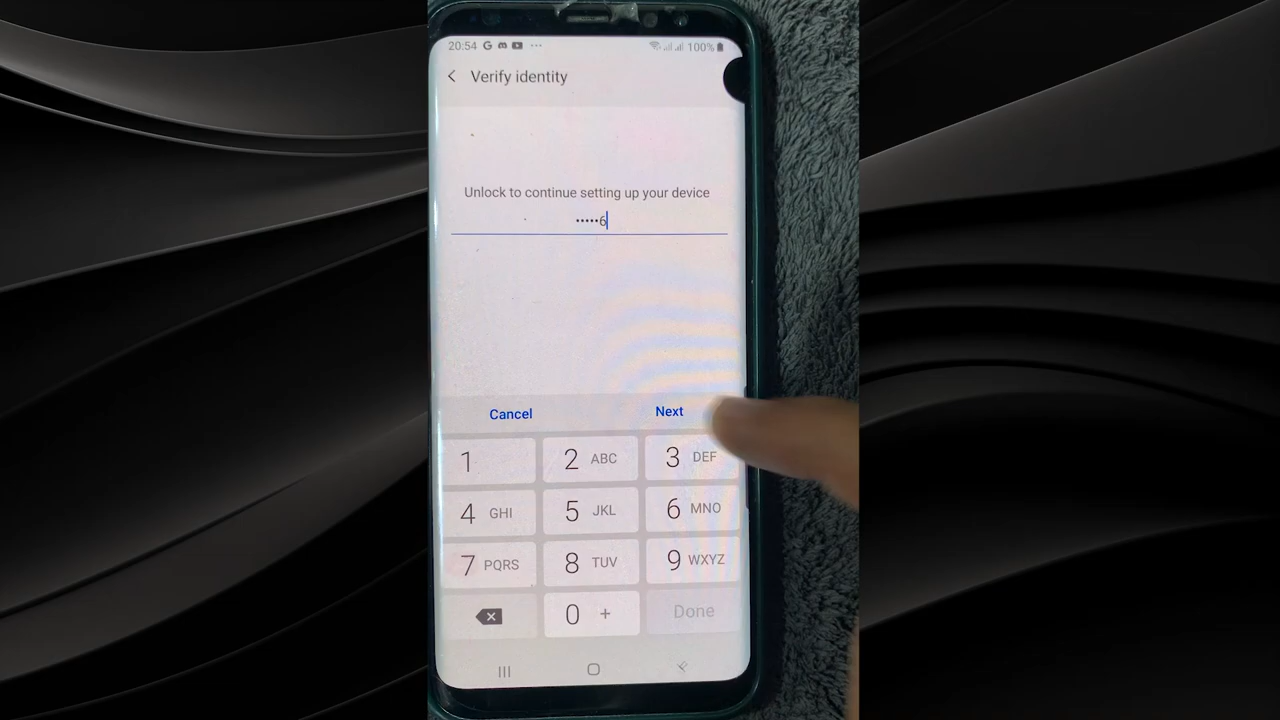 20:54 G ... 100%
Verify identity
Unlock to continue setting up your device
•••••6
Cancel Next
1 2 ABC 3 DEF
4 GHI 5 JKL 6 MNO
7 PQRS 8 TUV 9 WXYZ
0 + Done